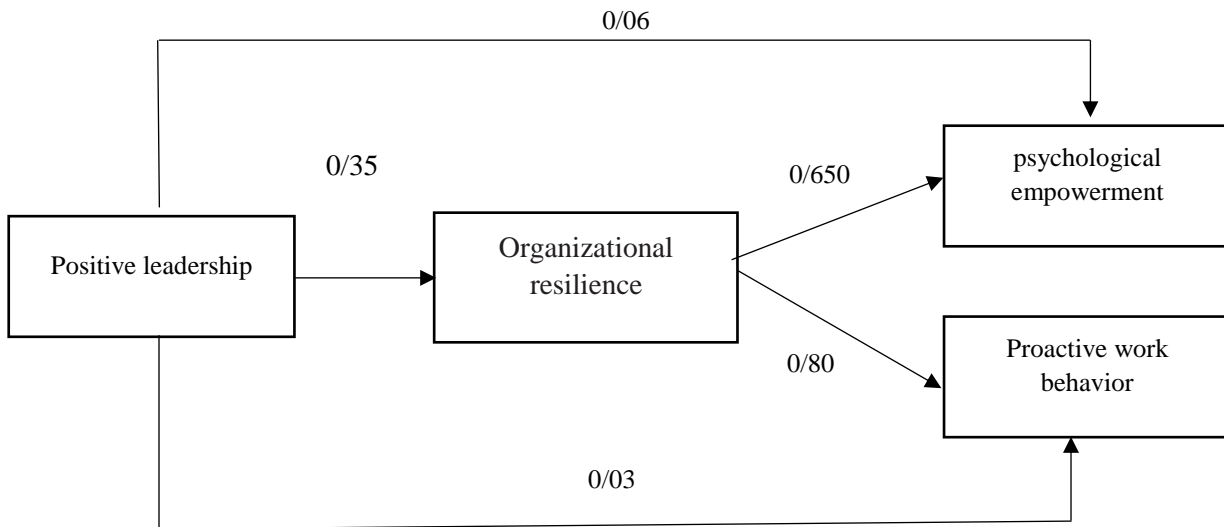 0/06
0/35
0/650
psychological
empowerment
Positive leadership
Organizational
resilience
0/80
Proactive work
behavior
0/03